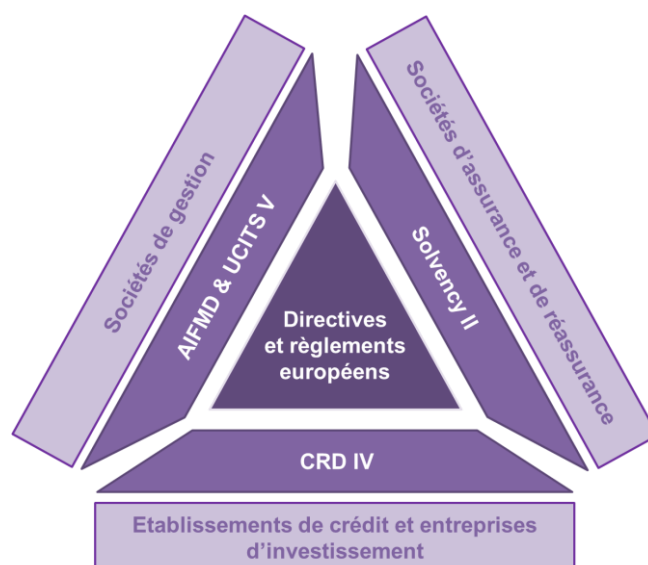 Sociétés de gestion
AIFMD & UCITS V
Directives
et règlements
européens
Solvency II
Sociétés d'assurance et de réassurance
CRD IV
Etablissements de crédit et entreprises
d'investissement